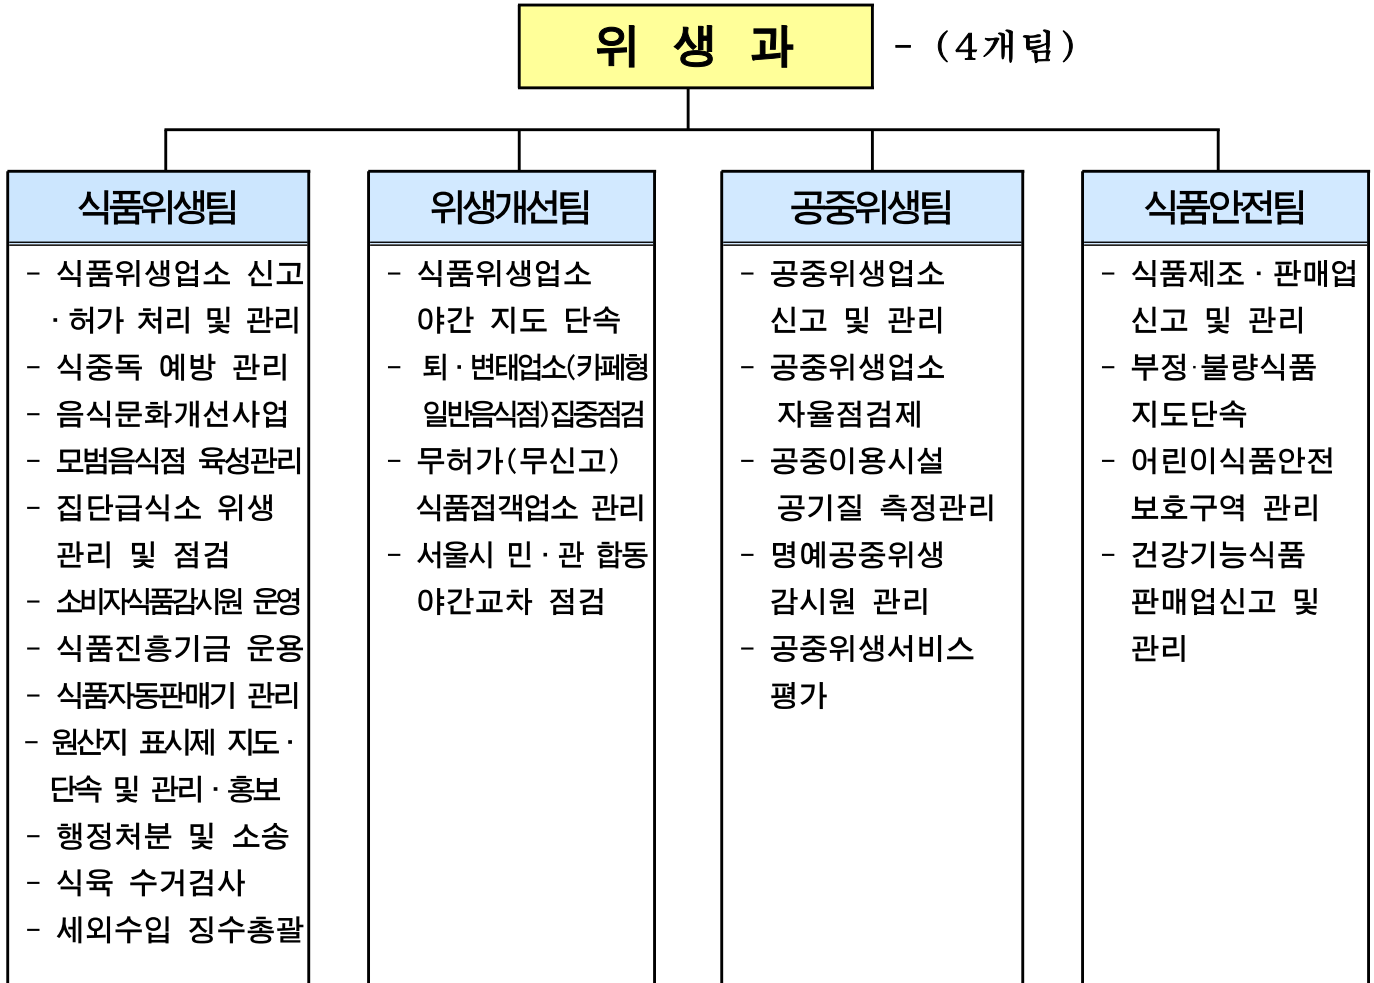 위 생 과 - (4개팀)
식품위생팀
- 식품위생업소 신고
· 허가 처리 및 관리
- 식중독 예방 관리
- 음식문화개선사업
- 모범음식점 육성관리
- 집단급식소 위생
관리 및 점검
- 소비자식품감시원 운영
- 식품진흥기금 운용
- 식품자동판매기 관리
- 원산지 표시제 지도 ·
단속 및 관리 · 홍보
- 행정처분 및 소송
- 식육 수거검사
- 세외수입 징수총괄
위생개선팀
- 식품위생업소
야간 지도 단속
- 퇴 · 변태업소(카페형
일반음식점)집중점검
- 무허가(무신고)
식품접객업소 관리
- 서울시 민 · 관 합동
야간교차 점검
공중위생팀
- 공중위생업소
신고 및 관리
- 공중위생업소
자율점검제
- 공중이용시설
공기질 측정관리
- 명예공중위생
감시원 관리
- 공중위생서비스
평가
식품안전팀
- 식품제조 · 판매업
신고 및 관리
- 부정·불량식품
지도단속
- 어린이식품안전
보호구역 관리
- 건강기능식품
판매업신고 및
관리